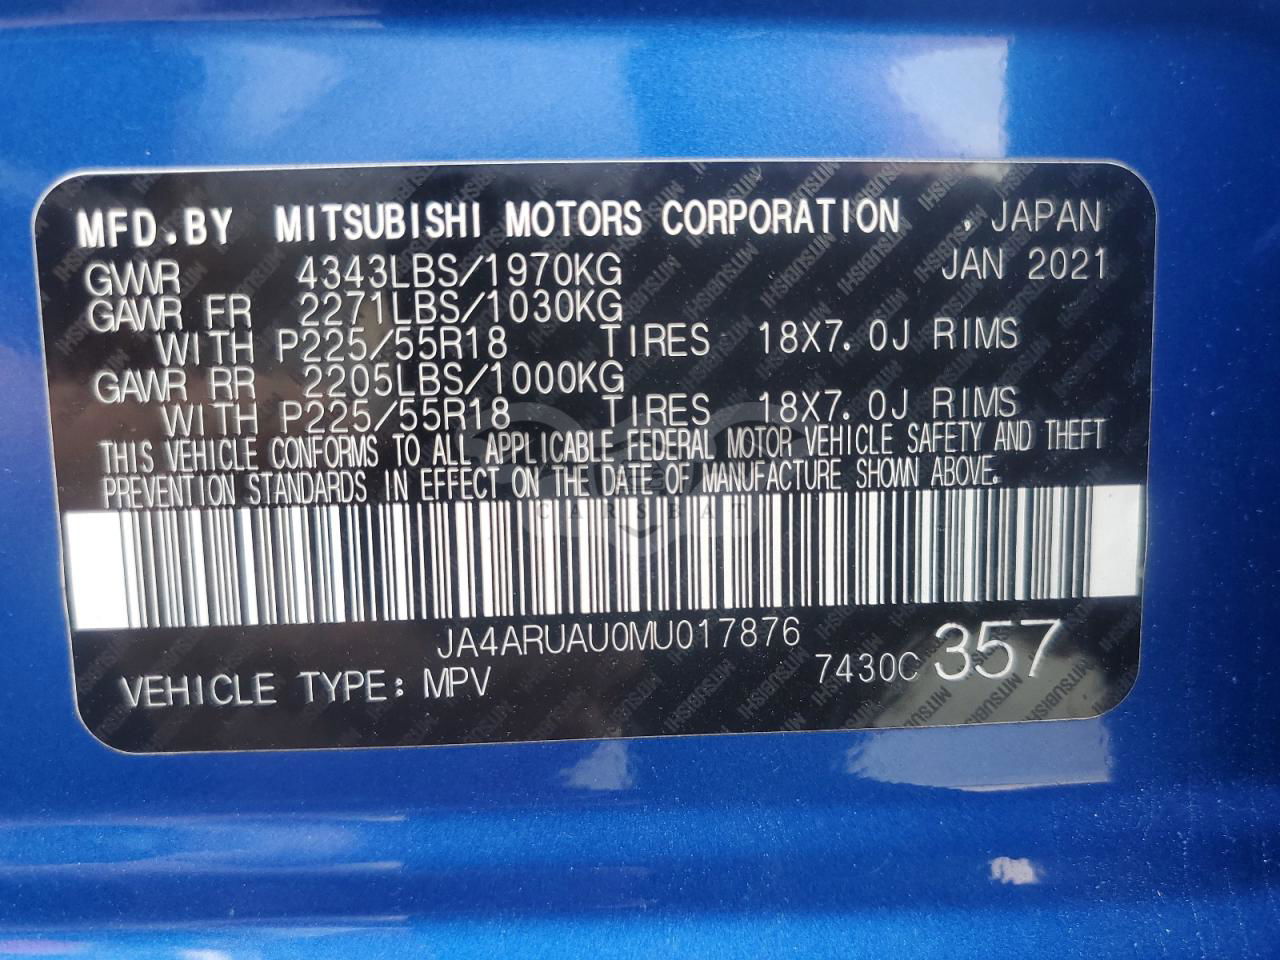 MFD.BY MITSUBISHI MOTORS CORPORATION , JAPAN
GVWR 4343LBS/1970KG JAN 2021
GAWR FR 2271LBS/1030KG
WITH P225/55R18 TIRES 18X7.0J RIMS
GAWR RR 2205LBS/1000KG
WITH P225/55R18 TIRES 18X7.0J RIMS
THIS VEHICLE CONFORMS TO ALL APPLICABLE FEDERAL MOTOR VEHICLE SAFETY AND THEFT
PREVENTION STANDARDS IN EFFECT ON THE DATE OF MANUFACTURE SHOWN ABOVE.
CARSBAT
JA4ARUAU0MU017876
VEHICLE TYPE: MPV 7430C 357